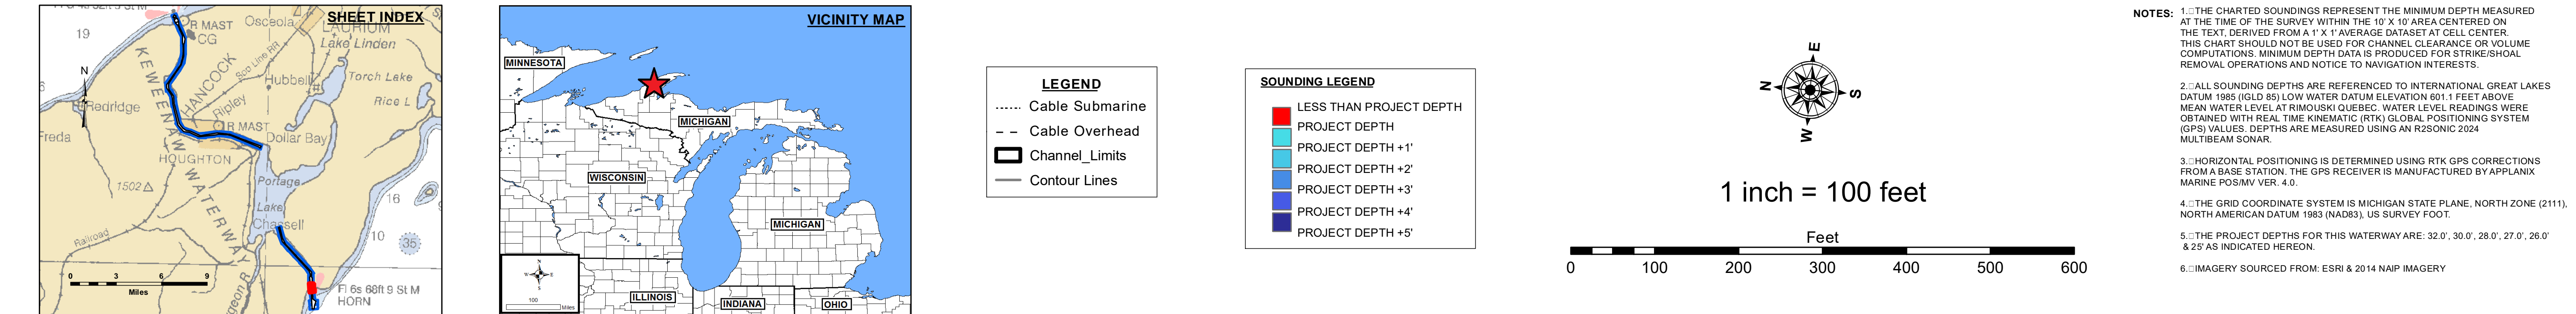 SHEET INDEX
Fl 4s 82ft 9 St M
R MAST
CG
Osceola
LAURIUM
Lake Linden
19
KEWEENAW WATERWAY
HANCOCK
Soo Line RR
Hubbell
Torch Lake
Rice L
N
Redridge
Ripley
R MAST
Freda
Dollar Bay
HOUGHTON
1502
Portage
Lake
Chassell
16
Railroad
10
35
0 3 6 9
Miles
Fl 6s 68ft 9 St M
HORN
VICINITY MAP
MINNESOTA
MICHIGAN
WISCONSIN
MICHIGAN
N
W E
S
100
Miles
ILLINOIS
INDIANA
OHIO
LEGEND
Cable Submarine
Cable Overhead
Channel_Limits
Contour Lines
SOUNDING LEGEND
LESS THAN PROJECT DEPTH
PROJECT DEPTH
PROJECT DEPTH +1'
PROJECT DEPTH +2'
PROJECT DEPTH +3'
PROJECT DEPTH +4'
PROJECT DEPTH +5'
E
N S
W
1 inch = 100 feet
Feet
0 100 200 300 400 500 600
NOTES:
1.□THE CHARTED SOUNDINGS REPRESENT THE MINIMUM DEPTH MEASURED
AT THE TIME OF THE SURVEY WITHIN THE 10' X 10' AREA CENTERED ON
THE TEXT, DERIVED FROM A 1' X 1' AVERAGE DATASET AT CELL CENTER.
THIS CHART SHOULD NOT BE USED FOR CHANNEL CLEARANCE OR VOLUME
COMPUTATIONS. MINIMUM DEPTH DATA IS PRODUCED FOR STRIKE/SHOAL
REMOVAL OPERATIONS AND NOTICE TO NAVIGATION INTERESTS.
2.□ALL SOUNDING DEPTHS ARE REFERENCED TO INTERNATIONAL GREAT LAKES
DATUM 1985 (IGLD 85) LOW WATER DATUM ELEVATION 601.1 FEET ABOVE
MEAN WATER LEVEL AT RIMOUSKI QUEBEC. WATER LEVEL READINGS WERE
OBTAINED WITH REAL TIME KINEMATIC (RTK) GLOBAL POSITIONING SYSTEM
(GPS) VALUES. DEPTHS ARE MEASURED USING AN R2SONIC 2024
MULTIBEAM SONAR.
3.□HORIZONTAL POSITIONING IS DETERMINED USING RTK GPS CORRECTIONS
FROM A BASE STATION. THE GPS RECEIVER IS MANUFACTURED BY APPLANIX
MARINE POS/MV VER. 4.0.
4.□THE GRID COORDINATE SYSTEM IS MICHIGAN STATE PLANE, NORTH ZONE (2111),
NORTH AMERICAN DATUM 1983 (NAD83), US SURVEY FOOT.
5.□THE PROJECT DEPTHS FOR THIS WATERWAY ARE: 32.0', 30.0', 28.0', 27.0', 26.0'
& 25' AS INDICATED HEREON.
6.□IMAGERY SOURCED FROM: ESRI & 2014 NAIP IMAGERY